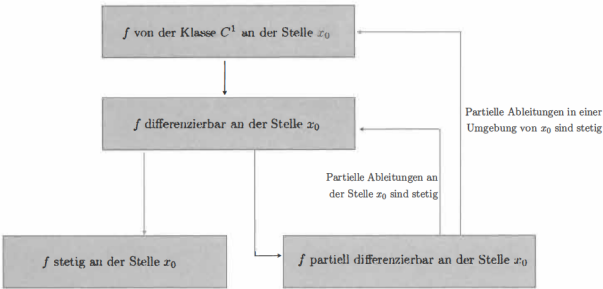 f von der Klasse C¹ an der Stelle x₀
f differenzierbar an der Stelle x₀
Partielle Ableitungen in einer
Umgebung von x₀ sind stetig
Partielle Ableitungen an
der Stelle x₀ sind stetig
f stetig an der Stelle x₀
f partiell differenzierbar an der Stelle x₀